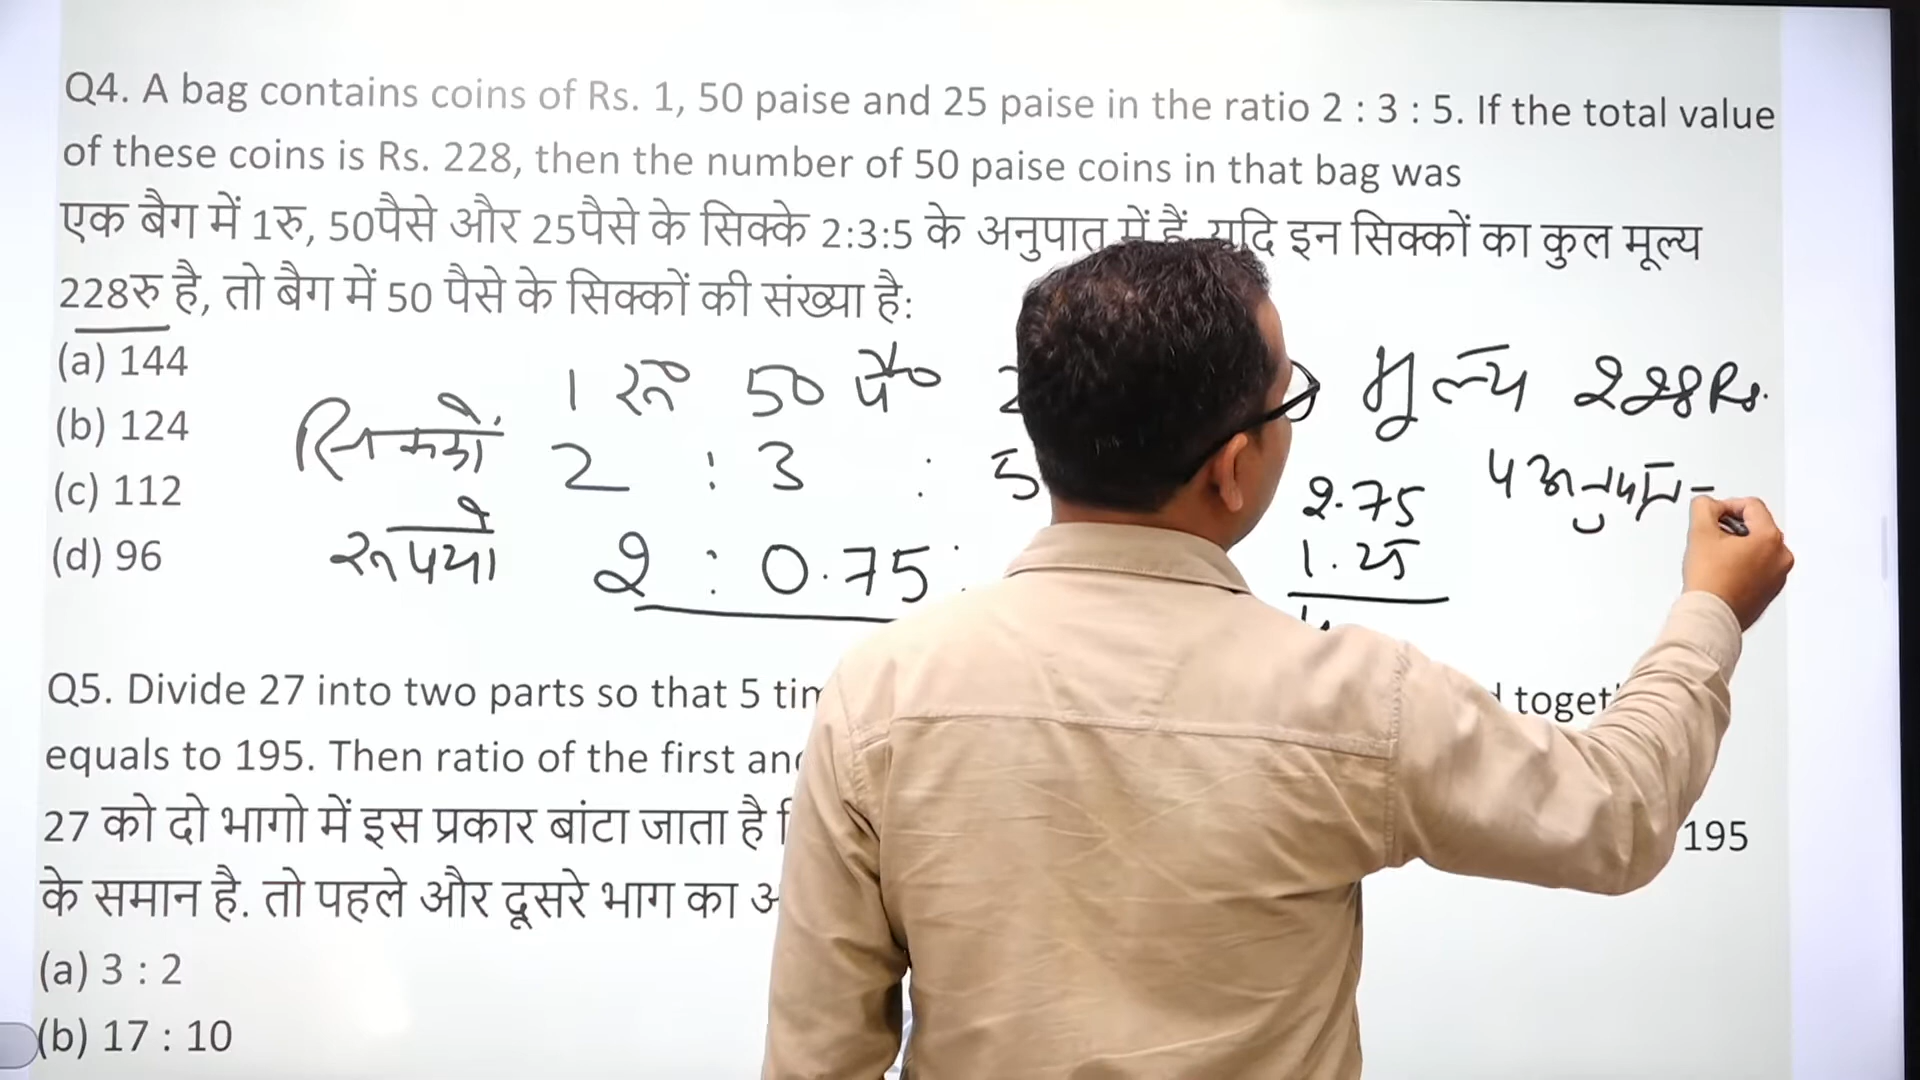 Q4. A bag contains coins of Rs. 1, 50 paise and 25 paise in the ratio 2 : 3 : 5. If the total value
of these coins is Rs. 228, then the number of 50 paise coins in that bag was
एक बैग में 1रु, 50पैसे और 25पैसे के सिक्के 2:3:5 के अनुपात में हैं यदि इन सिक्कों का कुल मूल्य
228रु है, तो बैग में 50 पैसे के सिक्कों की संख्या है:
(a) 144
(b) 124
(c) 112
(d) 96
1 रु० 50 पै० 2
मूल्य 228 Rs.
सिक्कों 2 : 3 : 5
रूपयो 2 : 0.75 :
2.75
1.25
Q5. Divide 27 into two parts so that 5
equals to 195. Then ratio of the first
27 को दो भागो में इस प्रकार बांटा जाता है 195
के समान है. तो पहले और दूसरे भाग का
(a) 3 : 2
(b) 17 : 10